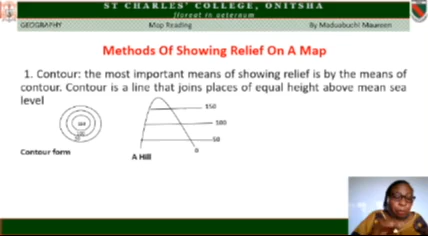 ST CHARLES' COLLEGE, ONITSHA
floreat in aeternum
GEOGRAPHY Map Reading By Maduabuchi Maureen
Methods Of Showing Relief On A Map
1. Contour: the most important means of showing relief is by the means of
contour. Contour is a line that joins places of equal height above mean sea
level
150
100
50
0
Contour form
A Hill